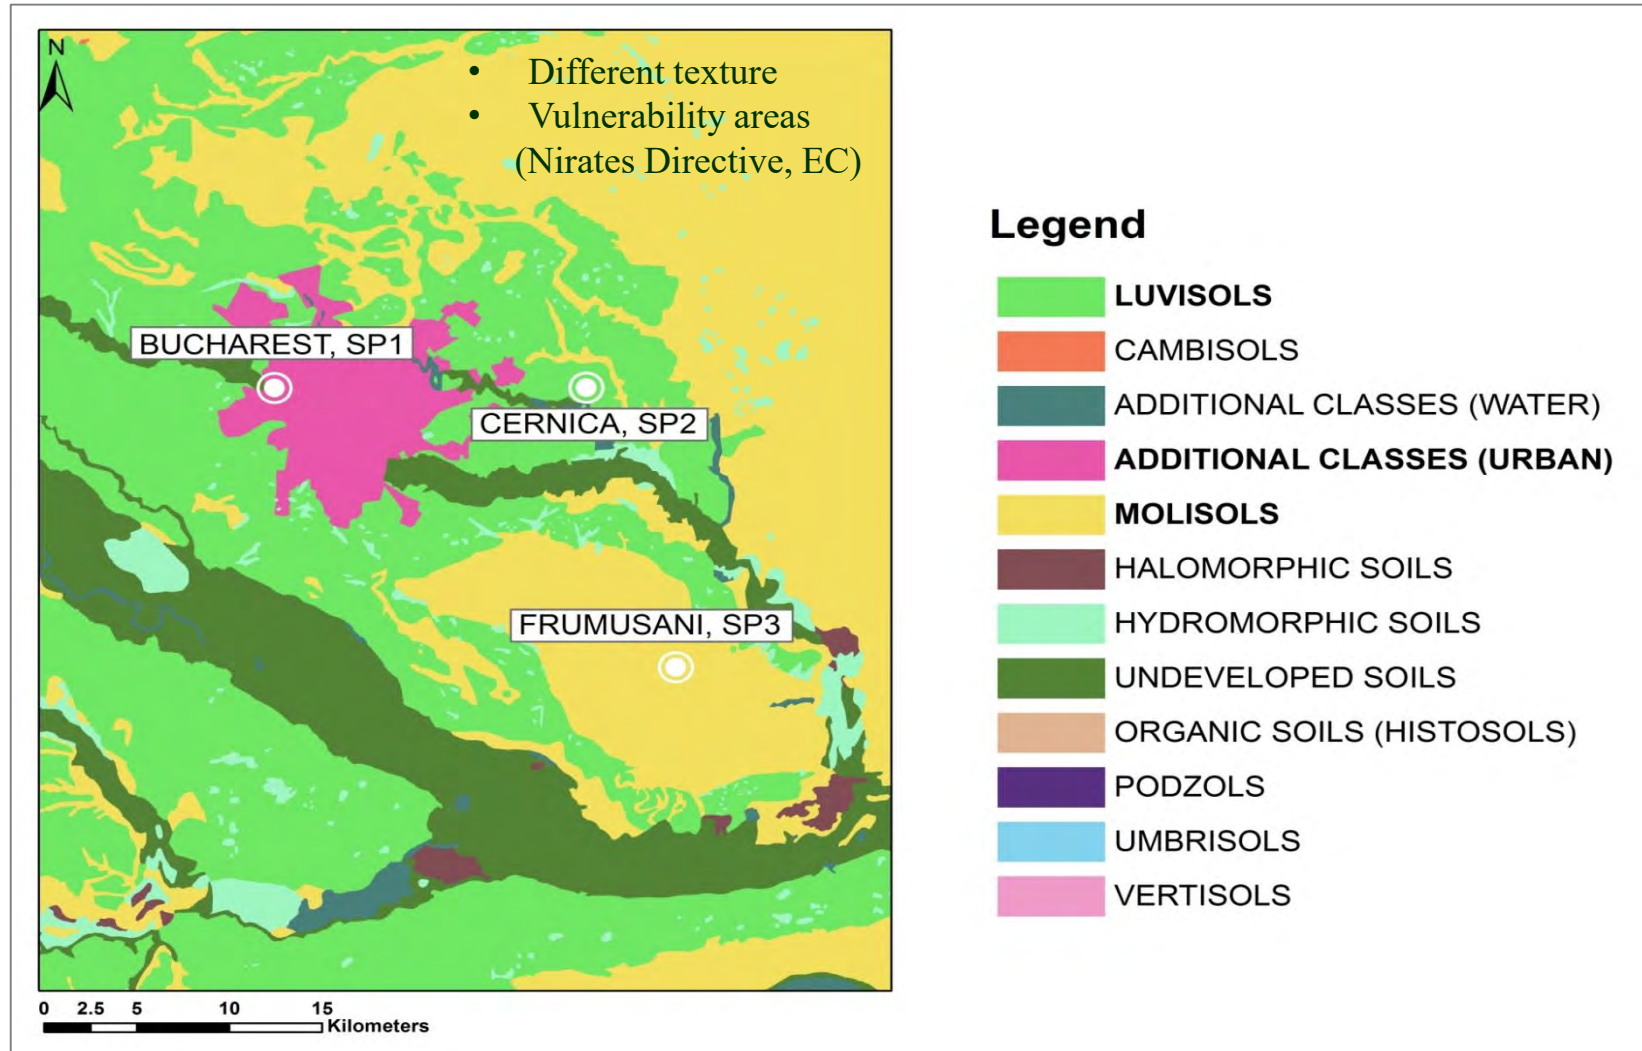 N
• Different texture
• Vulnerability areas
(Nirates Directive, EC)
BUCHAREST, SP1
CERNICA, SP2
FRUMUSANI, SP3
0 2.5 5 10 15
Kilometers
Legend
LUVISOLS
CAMBISOLS
ADDITIONAL CLASSES (WATER)
ADDITIONAL CLASSES (URBAN)
MOLISOLS
HALOMORPHIC SOILS
HYDROMORPHIC SOILS
UNDEVELOPED SOILS
ORGANIC SOILS (HISTOSOLS)
PODZOLS
UMBRISOLS
VERTISOLS